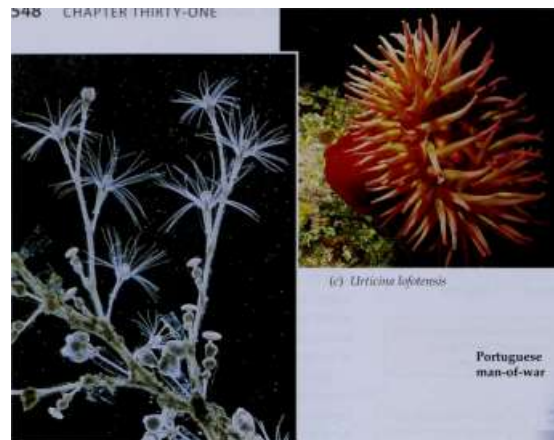 548 CHAPTER THIRTY-ONE
(c) Urticina lofotensis
Portuguese
man-of-war